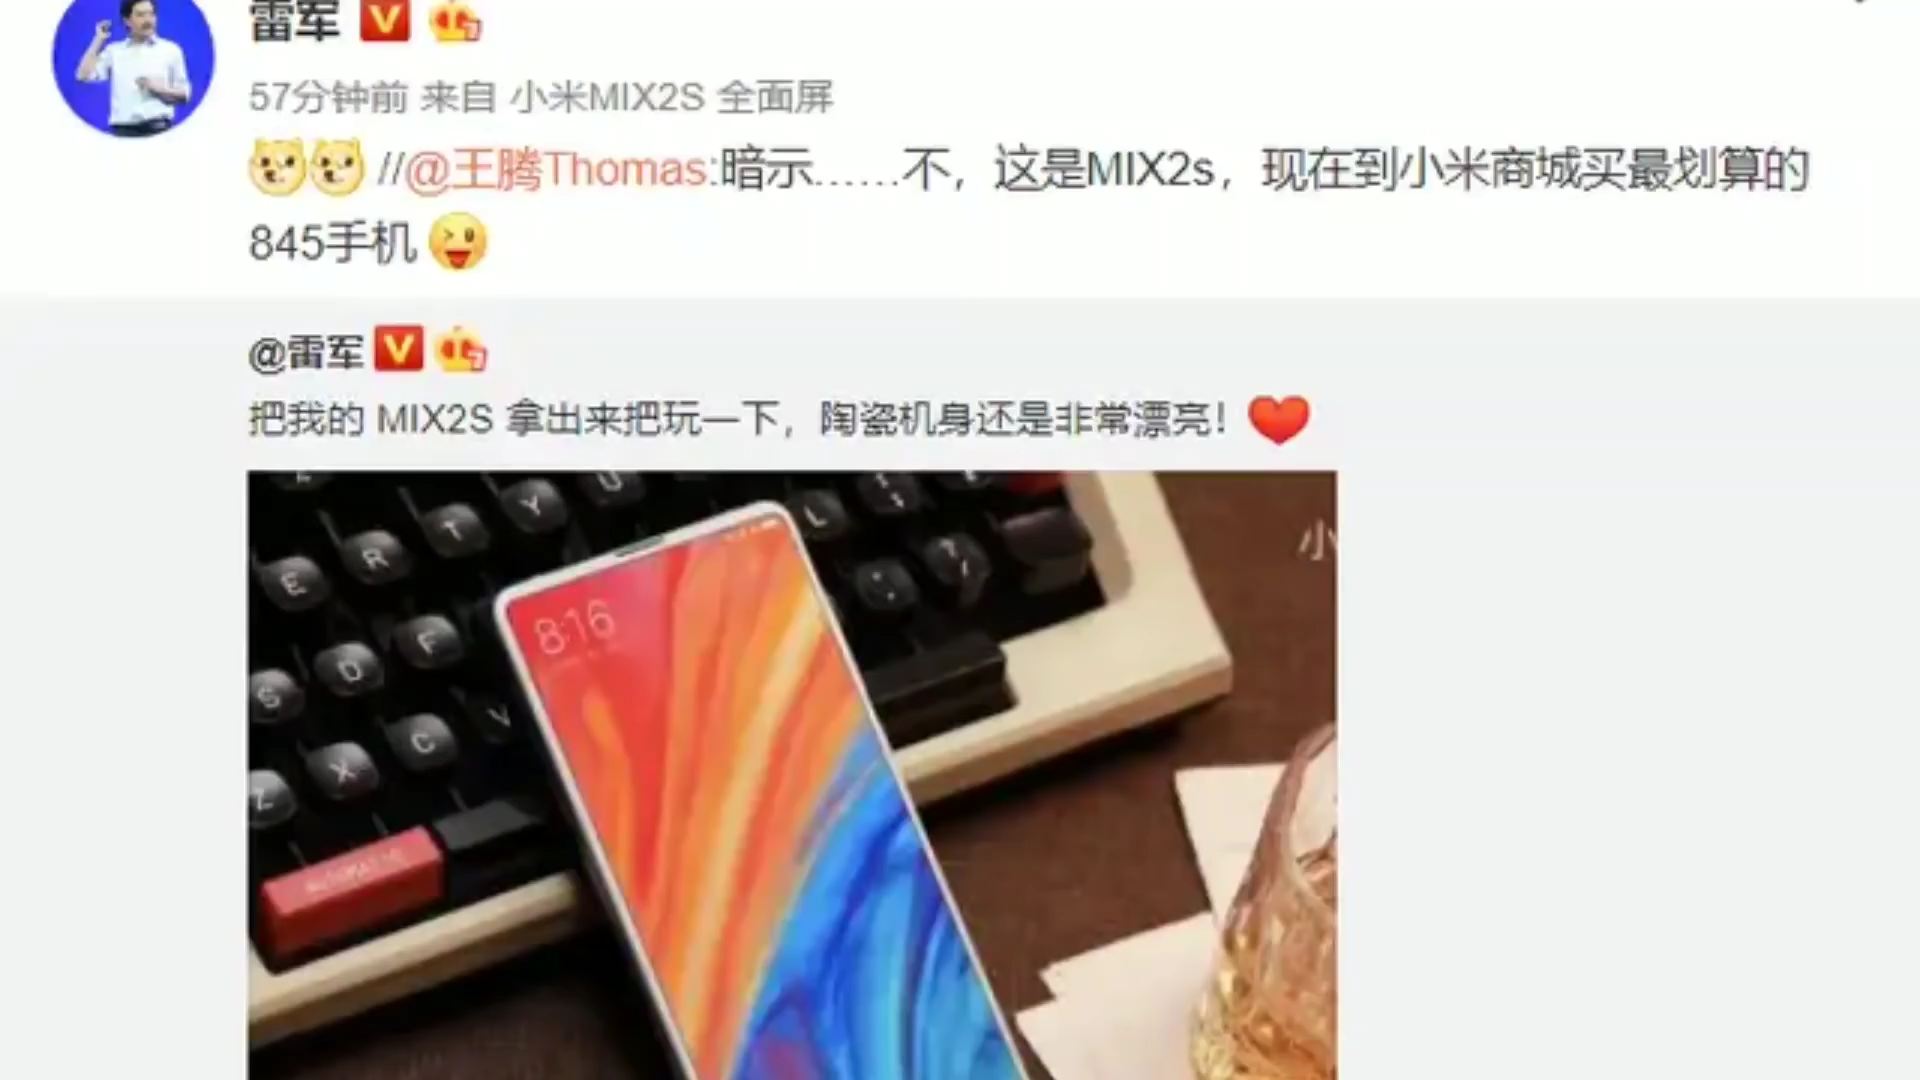 雷军
57分钟前 来自 小米MIX2S 全面屏
//@王腾Thomas:暗示……不，这是MIX2s，现在到小米商城买最划算的
845手机
@雷军
把我的 MIX2S 拿出来把玩一下，陶瓷机身还是非常漂亮！
小
8:16
Y U
E R T L
S D F
Z X C V